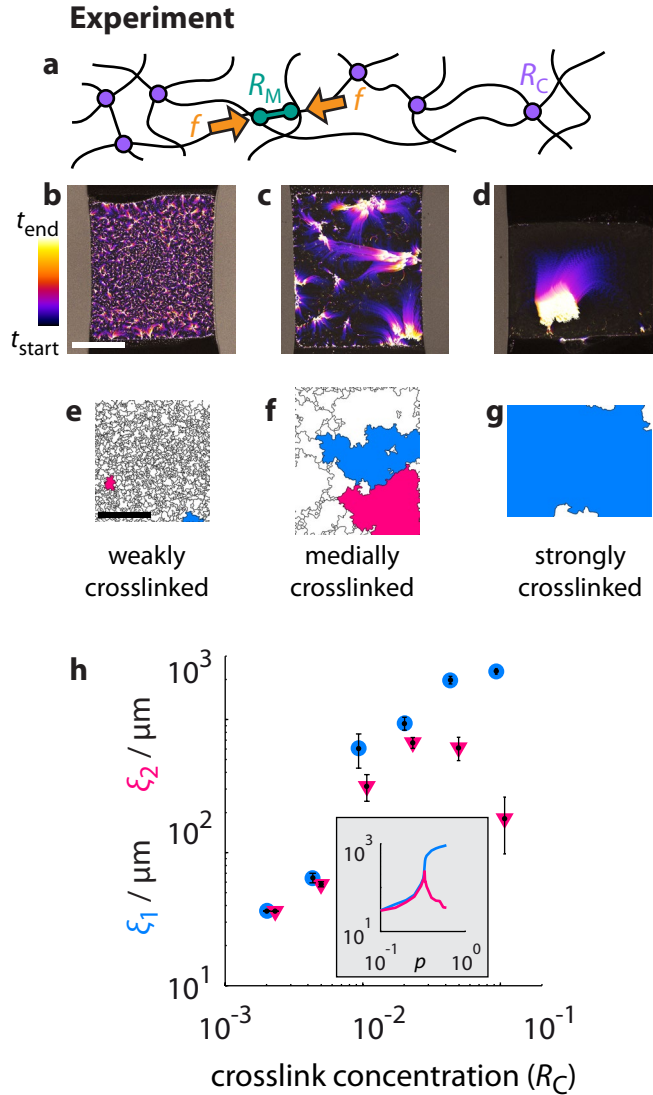 Experiment
a
R_M
R_C
f
f
b
c
d
t_end
t_start
e
f
g
weakly
crosslinked
medially
crosslinked
strongly
crosslinked
h
ξ_1 / μm
ξ_2 / μm
10^3
10^2
10^1
10^3
10^1
10^-1
p
10^0
10^-3
10^-2
10^-1
crosslink concentration (R_C)